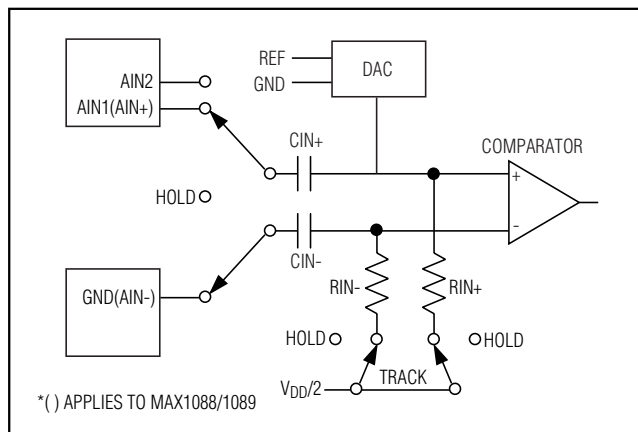 REF
GND
DAC
AIN2
AIN1(AIN+)
CIN+
COMPARATOR
HOLD
+
-
CIN-
GND(AIN-)
RIN-
RIN+
HOLD
HOLD
VDD/2
TRACK
*( ) APPLIES TO MAX1088/1089